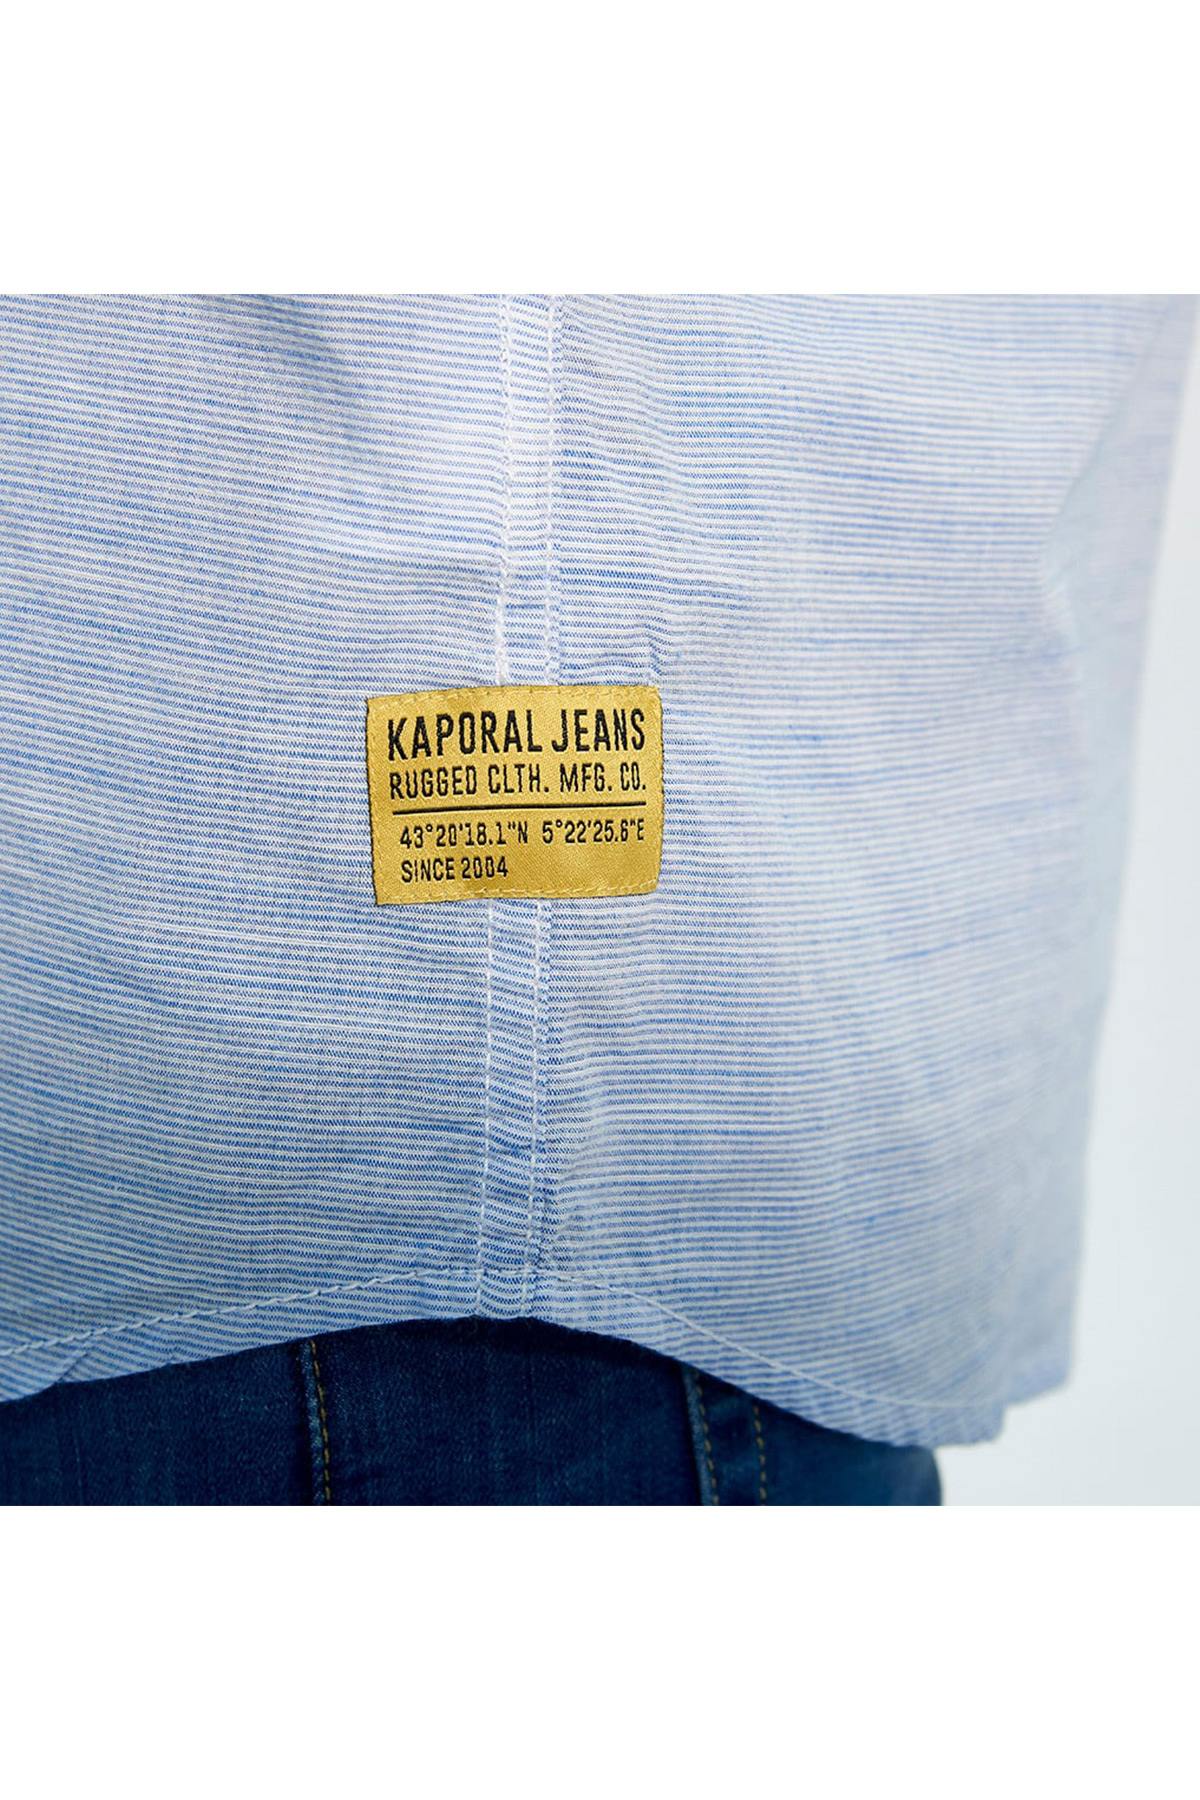 KAPORAL JEANS
RUGGED CLTH. MFG. CO.
43°20'18.1"N 5°22'25.6"E
SINCE 2004